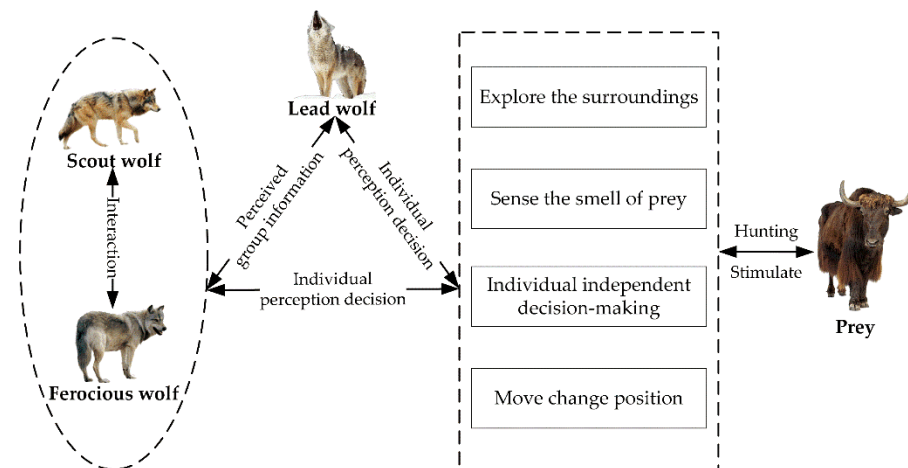 Lead wolf
Scout wolf
Interaction
Ferocious wolf
Perceived
group information
Individual
perception decision
Individual
perception decision
Explore the surroundings
Sense the smell of prey
Individual independent
decision-making
Move change position
Hunting
Stimulate
Prey